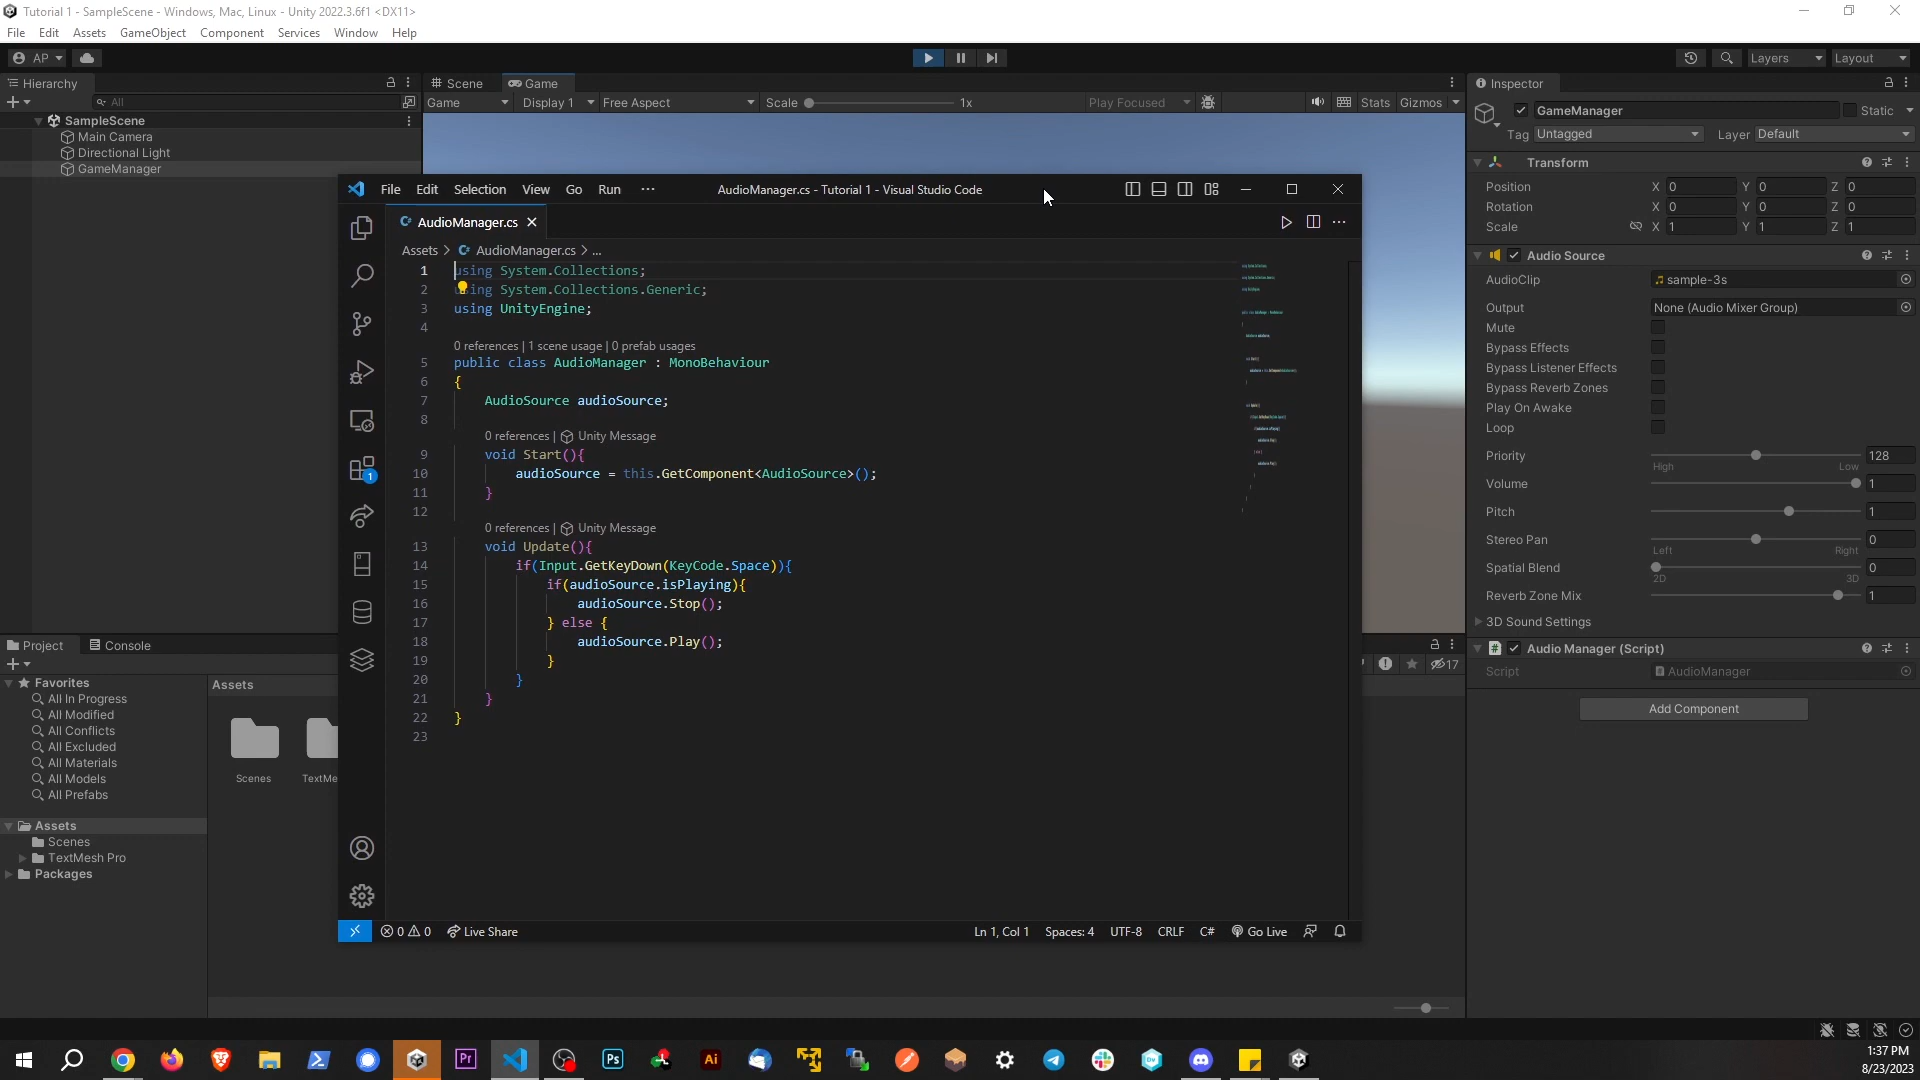 Tutorial 1 - SampleScene - Windows, Mac, Linux - Unity 2022.3.6f1 <DX11>
File Edit Assets GameObject Component Services Window Help
AP
Layers
Layout
Hierarchy
All
SampleScene
Main Camera
Directional Light
GameManager
Scene
Game
Game
Display 1
Free Aspect
Scale
1x
Play Focused
Stats
Gizmos
File Edit Selection View Go Run ···
AudioManager.cs - Tutorial 1 - Visual Studio Code
AudioManager.cs
Assets > AudioManager.cs > ...
1 using System.Collections;
2 using System.Collections.Generic;
3 using UnityEngine;
4
0 references | 1 scene usage | 0 prefab usages
5 public class AudioManager : MonoBehaviour
6 {
7 AudioSource audioSource;
8
0 references | Unity Message
9 void Start(){
10 audioSource = this.GetComponent<AudioSource>();
11 }
12
0 references | Unity Message
13 void Update(){
14 if(Input.GetKeyDown(KeyCode.Space)){
15 if(audioSource.isPlaying){
16 audioSource.Stop();
17 } else {
18 audioSource.Play();
19 }
20 }
21 }
22 }
23
1
0 0
Live Share
Ln 1, Col 1
Spaces: 4
UTF-8
CRLF
C#
Go Live
Project
Console
17
Favorites
All In Progress
All Modified
All Conflicts
All Excluded
All Materials
All Models
All Prefabs
Assets
Scenes
TextMesh Pro
Packages
Assets
Scenes
TextMe
Inspector
GameManager
Static
Tag Untagged
Layer Default
Transform
Position X 0 Y 0 Z 0
Rotation X 0 Y 0 Z 0
Scale X 1 Y 1 Z 1
Audio Source
AudioClip sample-3s
Output None (Audio Mixer Group)
Mute
Bypass Effects
Bypass Listener Effects
Bypass Reverb Zones
Play On Awake
Loop
Priority 128
High Low
Volume 1
Pitch 1
Stereo Pan 0
Left Right
Spatial Blend 0
2D 3D
Reverb Zone Mix 1
3D Sound Settings
Audio Manager (Script)
Script AudioManager
Add Component
Pr
Ps
Ai
1:37 PM
8/23/2023